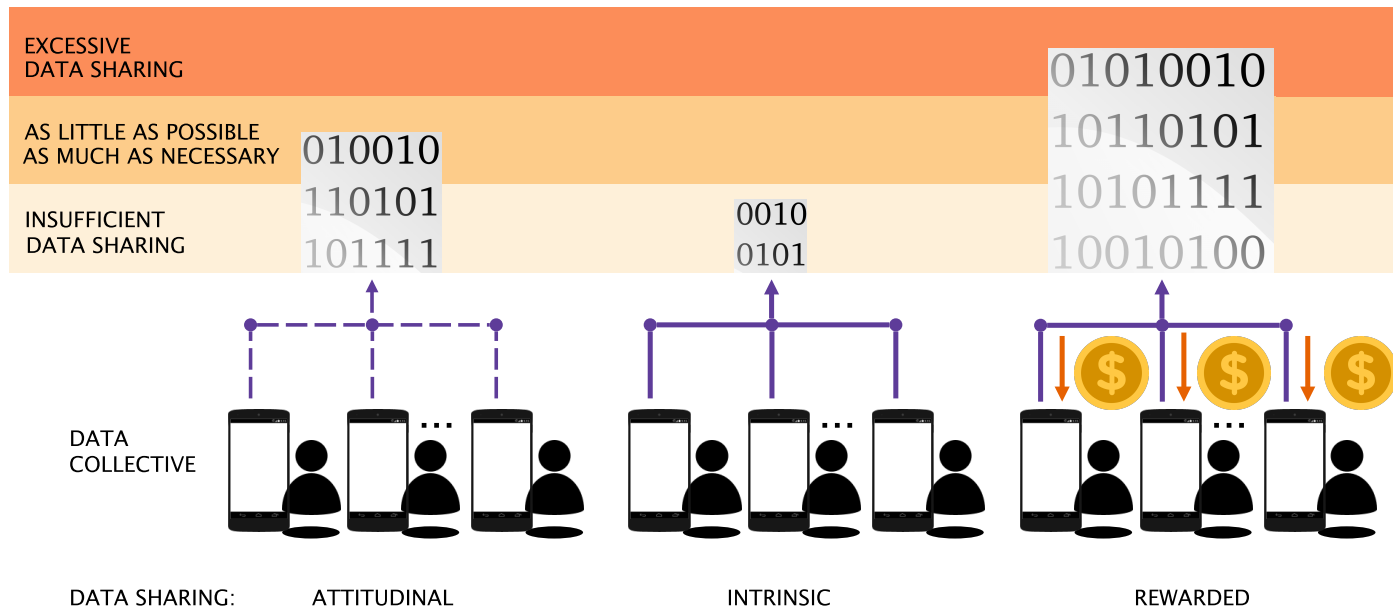 EXCESSIVE
DATA SHARING
AS LITTLE AS POSSIBLE
AS MUCH AS NECESSARY
INSUFFICIENT
DATA SHARING
010010
110101
101111
0010
0101
01010010
10110101
10101111
10010100
$ $ $
... ... ...
DATA
COLLECTIVE
DATA SHARING: ATTITUDINAL INTRINSIC REWARDED